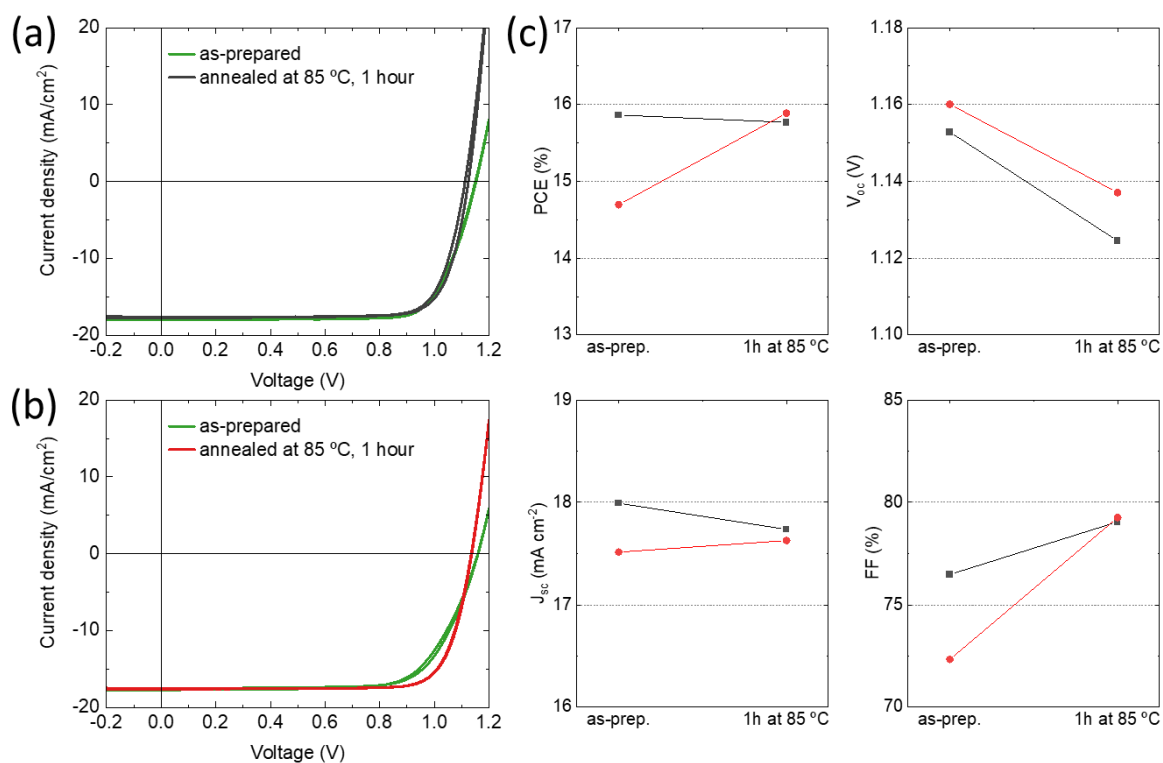 (a)
20
10
0
-10
-20
Current density (mA/cm²)
as-prepared
annealed at 85 ºC, 1 hour
-0.2 0.0 0.2 0.4 0.6 0.8 1.0 1.2
Voltage (V)
(b)
20
10
0
-10
-20
Current density (mA/cm²)
as-prepared
annealed at 85 ºC, 1 hour
-0.2 0.0 0.2 0.4 0.6 0.8 1.0 1.2
Voltage (V)
(c)
17
16
15
14
13
PCE (%)
as-prep. 1h at 85 ºC
1.18
1.16
1.14
1.12
1.10
Voc (V)
as-prep. 1h at 85 ºC
19
18
17
16
Jsc (mA cm⁻²)
as-prep. 1h at 85 ºC
85
80
75
70
FF (%)
as-prep. 1h at 85 ºC